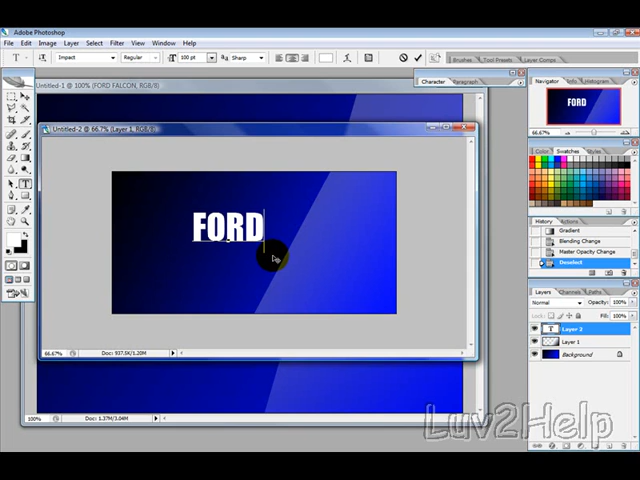 Adobe Photoshop
File Edit Image Layer Select Filter View Window Help
Impact Regular 100 pt Sharp Brushes Tool Presets Layer Comps
Character Paragraph
Untitled-1 @ 100% (FORD FALCON, RGB/8)
Untitled-2 @ 66.7% (Layer 1, RGB/8)
FORD
66.67% Doc: 937.5K/1.20M
100% Doc: 1.37M/3.04M
Navigator Info Histogram
FORD
66.67%
Color Swatches Styles
History Actions
Gradient
Blending Change
Master Opacity Change
Deselect
Layers Channels Paths
Normal Opacity: 100%
Lock: Fill: 100%
T Layer 2
Layer 1
Background
Luv2Help